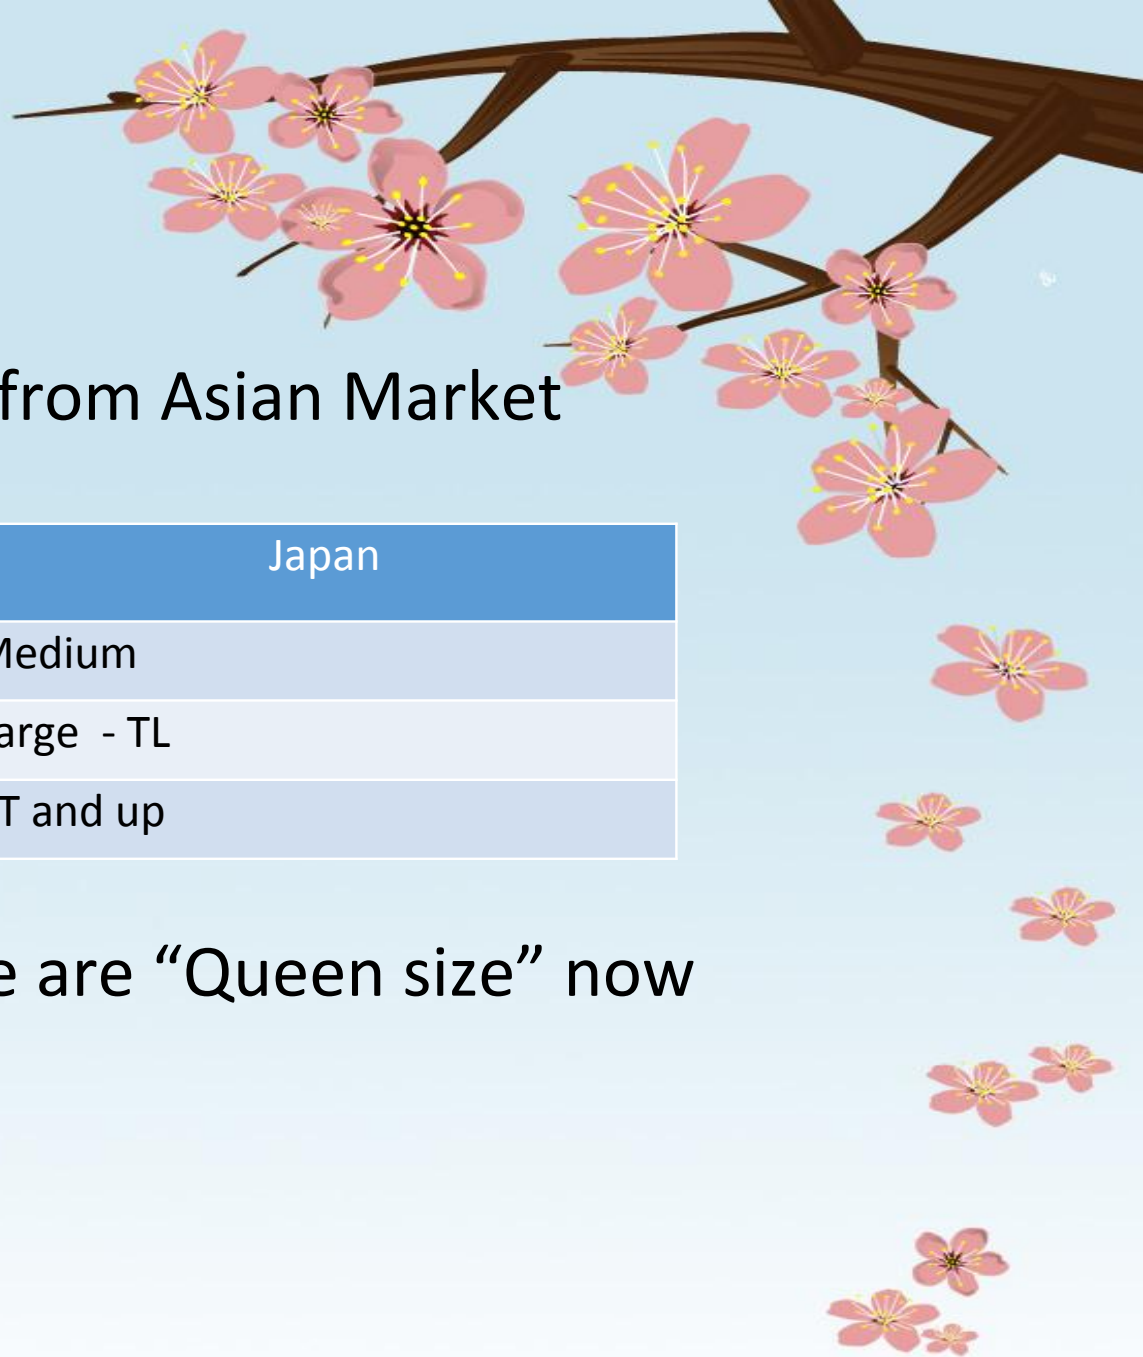 from Asian Market
Japan
Medium
arge - TL
T and up
e are “Queen size” now